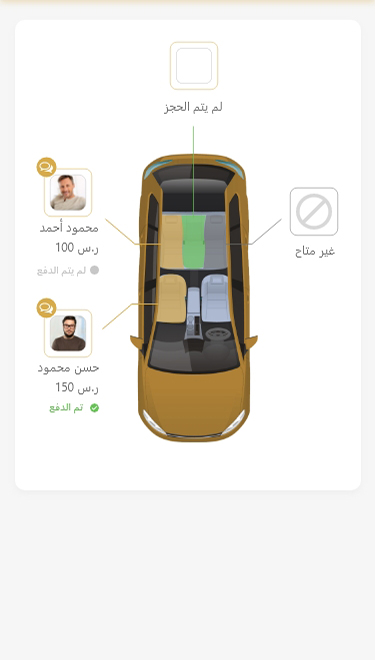 لم يتم الحجز
غير متاح
محمود أحمد
100 ر.س
لم يتم الدفع
حسن محمود
150 ر.س
تم الدفع